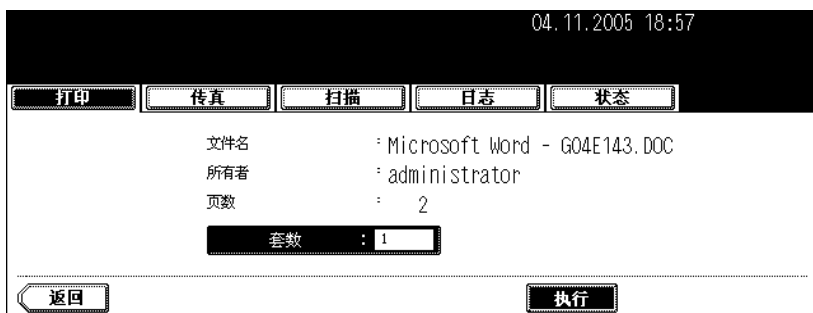 04.11.2005 18:57
打印 传真 扫描 日志 状态
文件名 : Microsoft Word - G04E143.DOC
所有者 : administrator
页数 : 2
套数 : 1
返回 执行